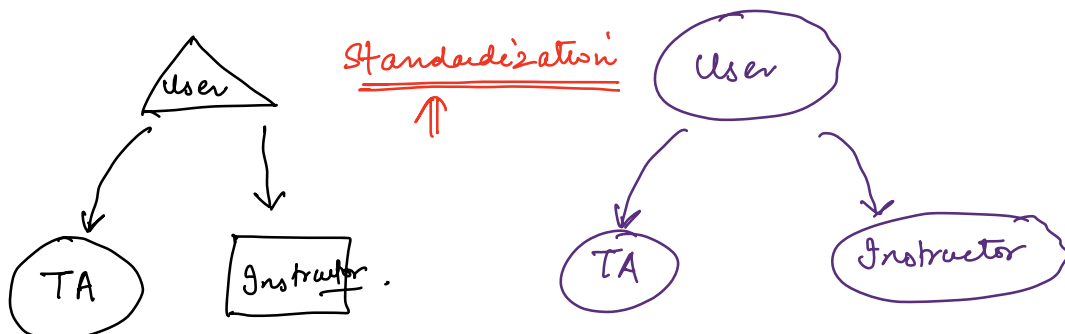 User
Standardization
User
TA
Instructor.
TA
Instructor